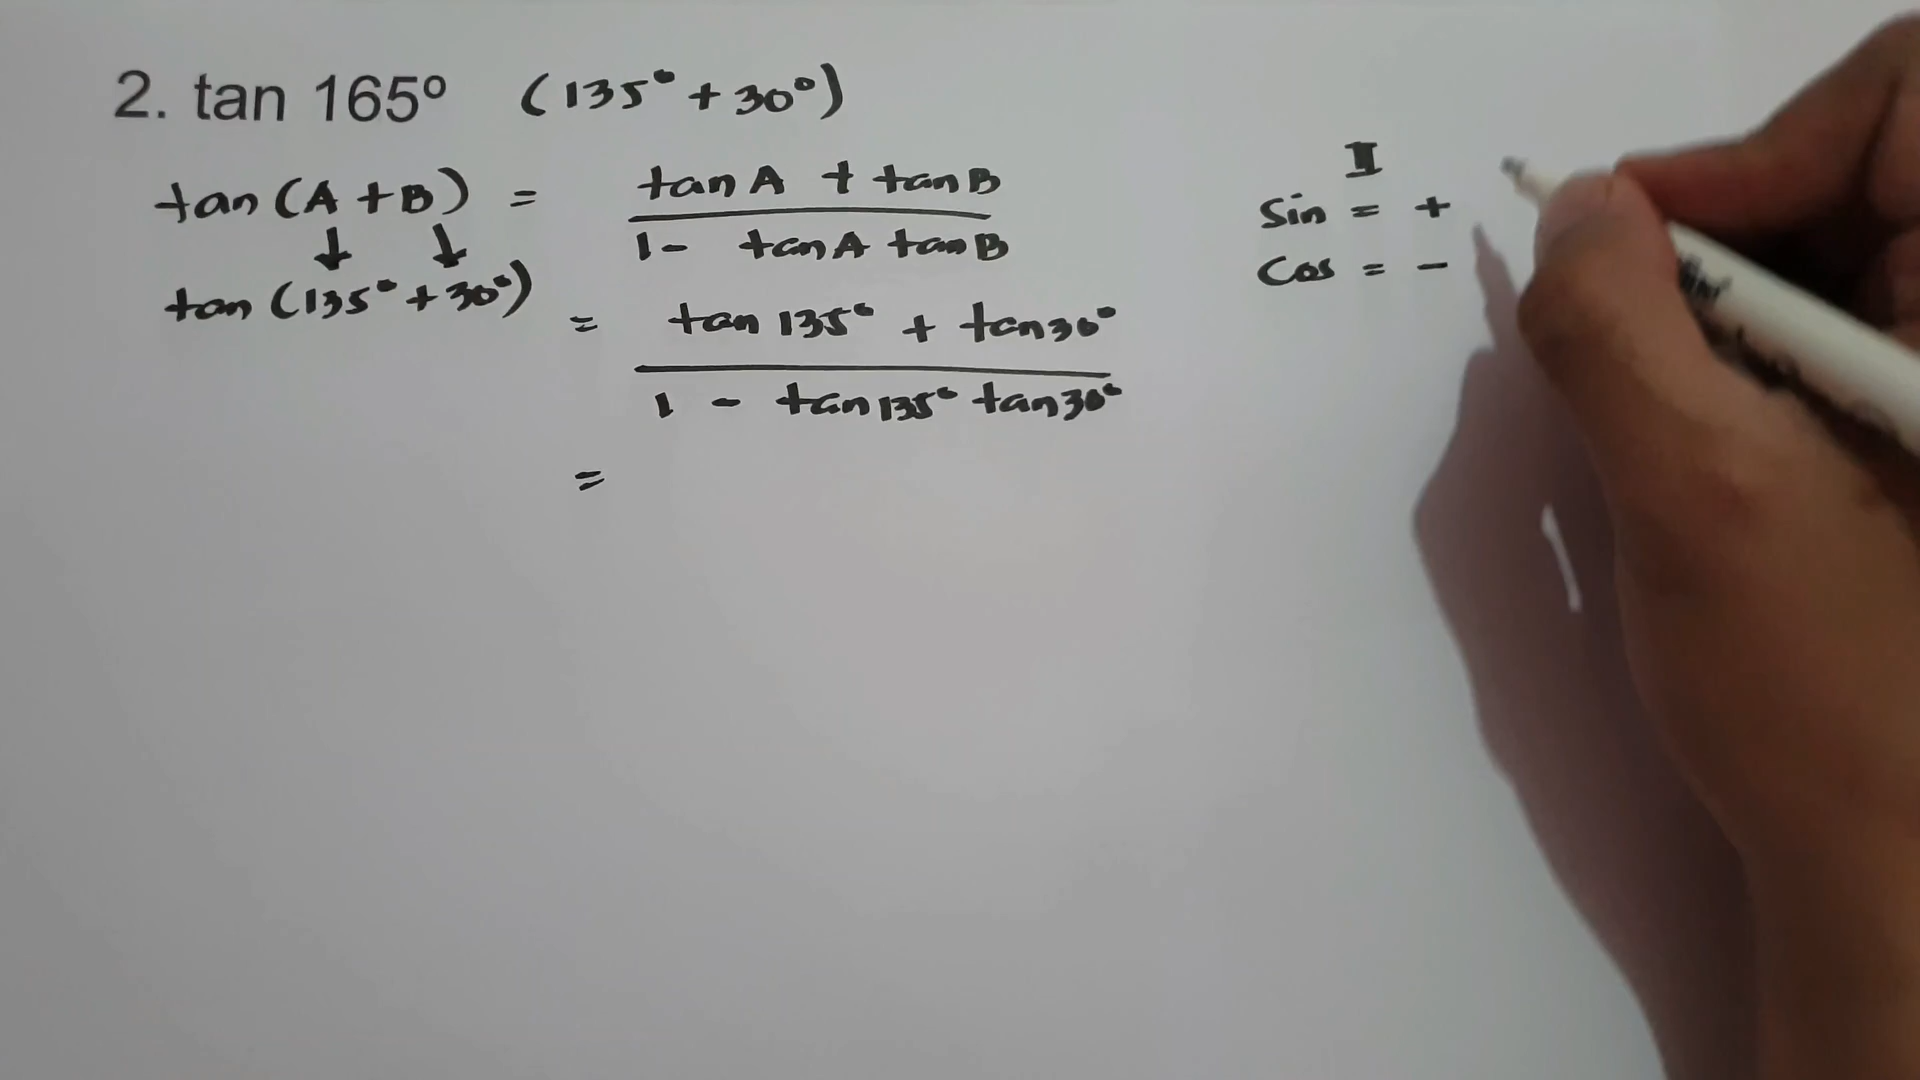 2. tan 165º (135° + 30°)
tan (A + B) = tan A + tan B
1 - tan A tan B
↓ ↓
tan (135° + 30°)
= tan 135° + tan 30°
1 - tan 135° tan 30°
=
II
Sin = +
Cos = -